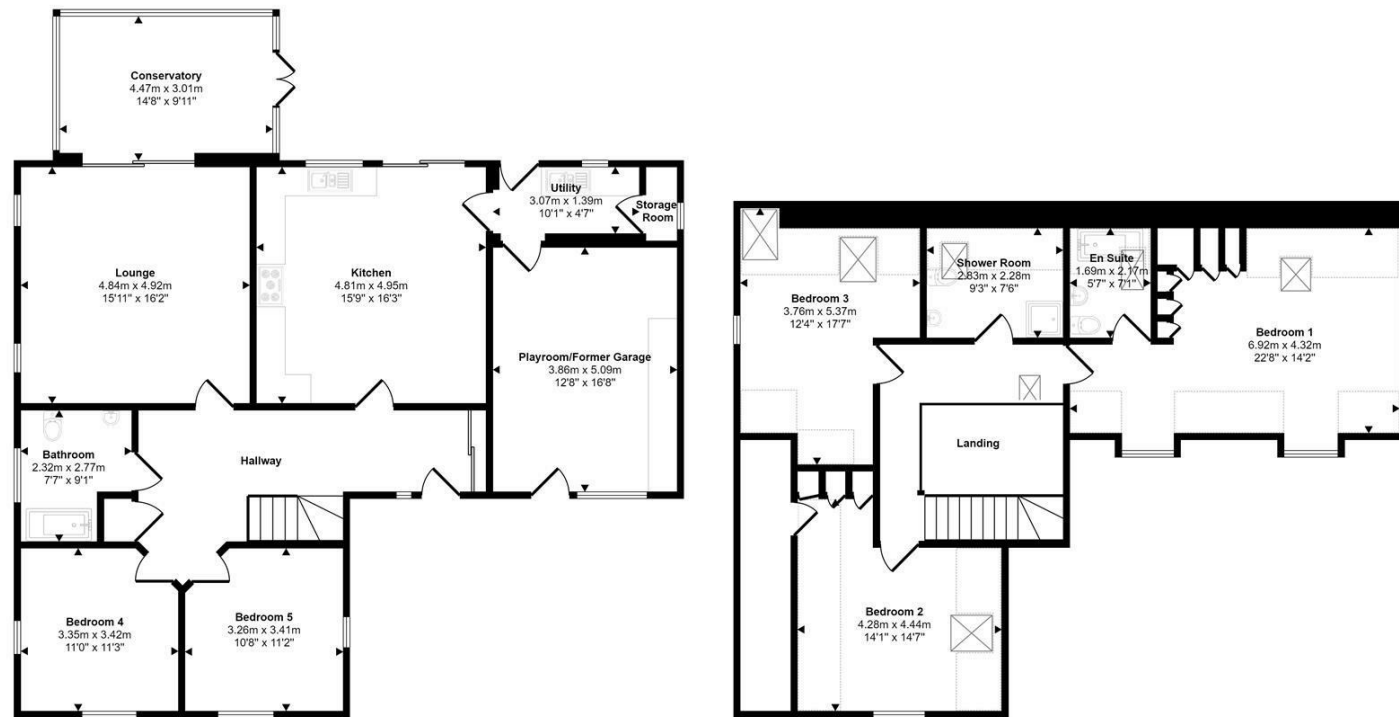 Conservatory
4.47m x 3.01m
14'8" x 9'11"
Lounge
4.84m x 4.92m
15'11" x 16'2"
Kitchen
4.81m x 4.95m
15'9" x 16'3"
Utility
3.07m x 1.39m
10'1" x 4'7"
Storage
Room
Playroom/Former Garage
3.86m x 5.09m
12'8" x 16'8"
Bathroom
2.32m x 2.77m
7'7" x 9'1"
Hallway
Bedroom 4
3.35m x 3.42m
11'0" x 11'3"
Bedroom 5
3.26m x 3.41m
10'8" x 11'2"
Bedroom 3
3.76m x 5.37m
12'4" x 17'7"
Shower Room
2.83m x 2.28m
9'3" x 7'6"
En Suite
1.69m x 2.17m
5'7" x 7'1"
Bedroom 1
6.92m x 4.32m
22'8" x 14'2"
Landing
Bedroom 2
4.28m x 4.44m
14'1" x 14'7"